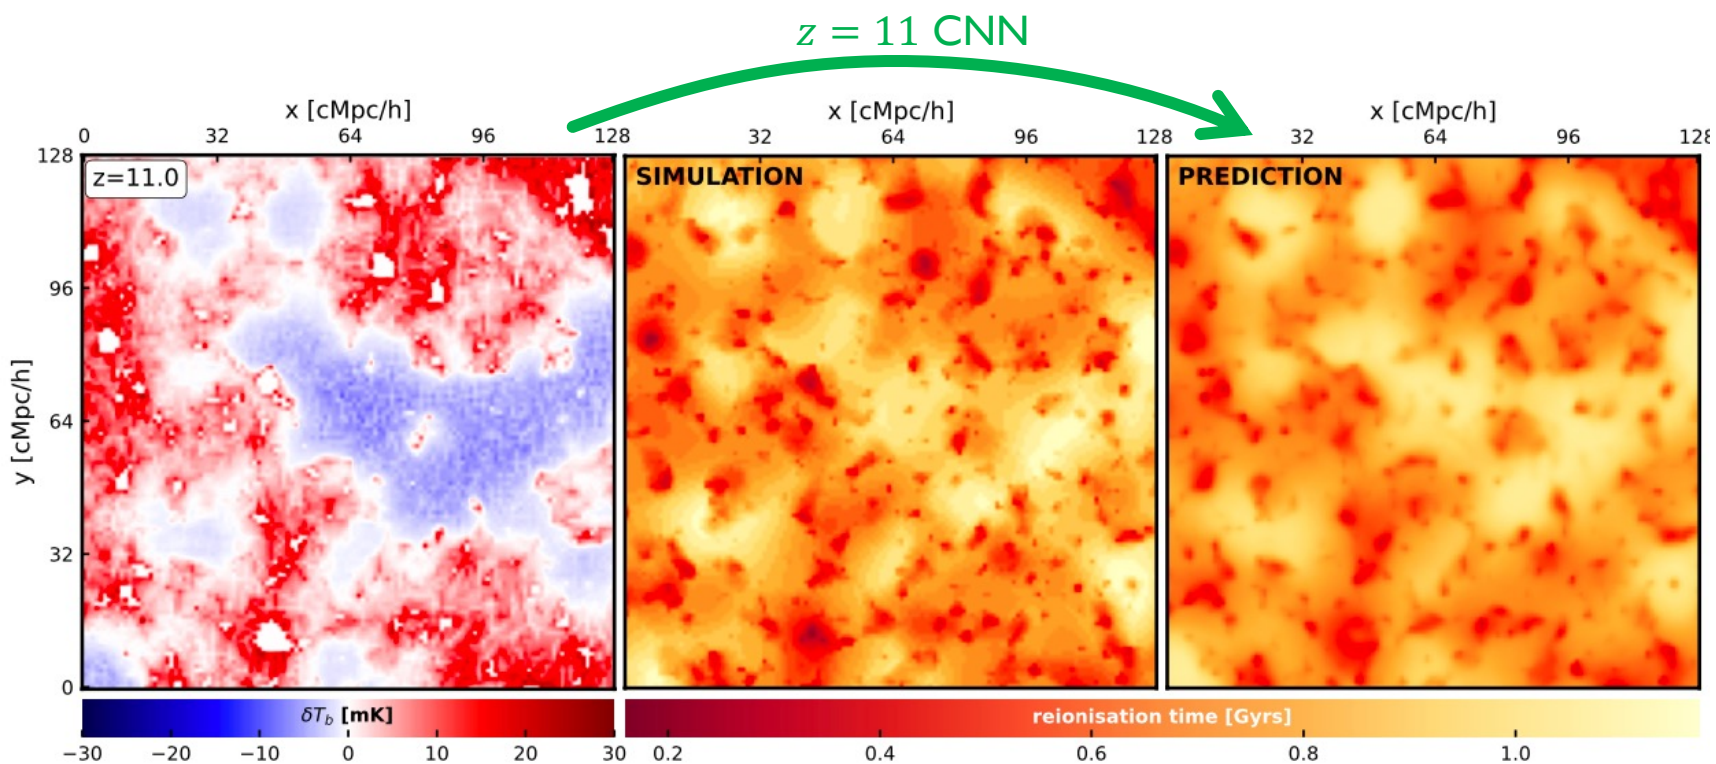 z = 11 CNN
x [cMpc/h]
x [cMpc/h]
x [cMpc/h]
0 32 64 96 128
32 64 96 128
32 64 96 128
z=11.0
SIMULATION
PREDICTION
y [cMpc/h]
128
96
64
32
0
δT_b [mK]
−30 −20 −10 0 10 20 30
reionisation time [Gyrs]
0.2 0.4 0.6 0.8 1.0